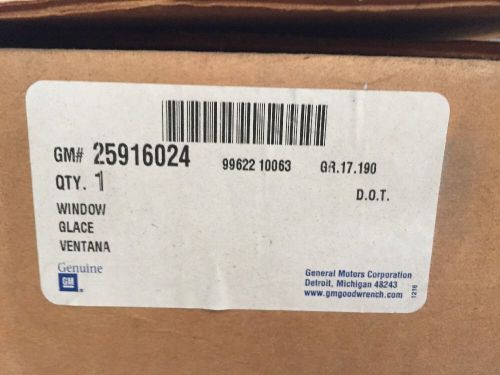 GM# 25916024 99622 10063 GR.17.190
QTY. 1 D.O.T.
WINDOW
GLACE
VENTANA
Genuine
GM
General Motors Corporation
Detroit, Michigan 48243
www.gmgoodwrench.com
1216